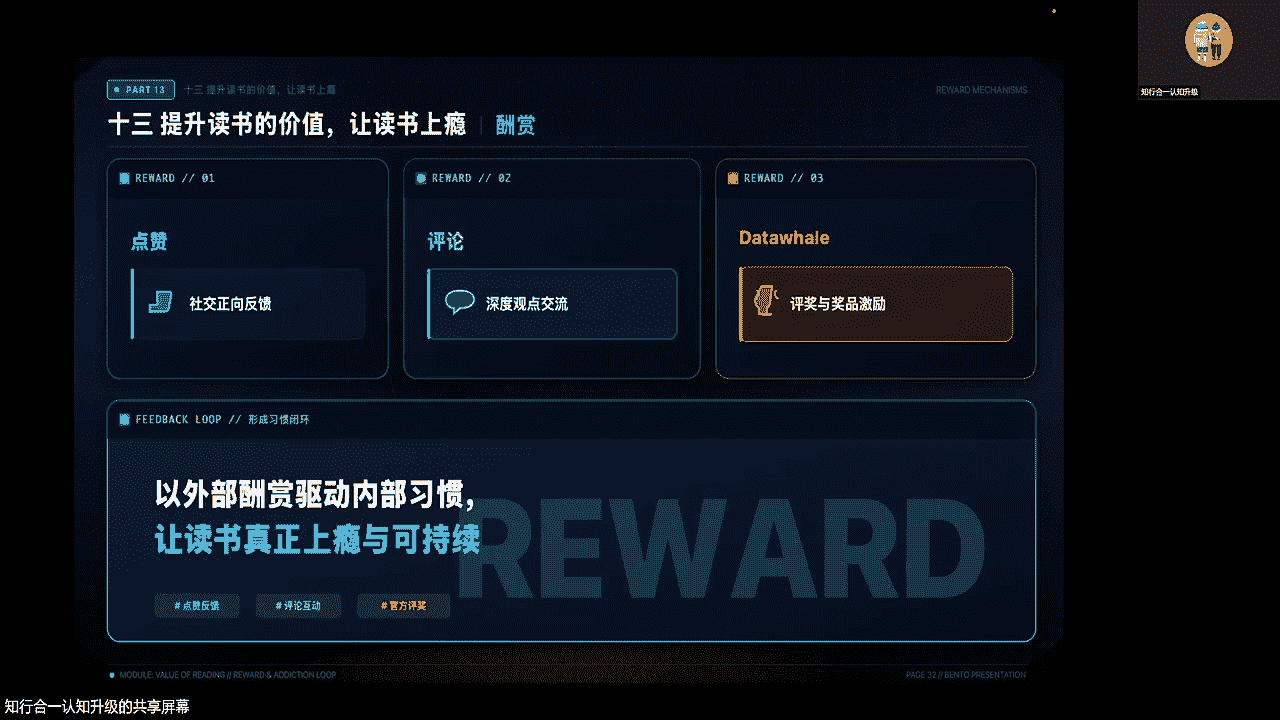 知行合一认知升级
PART 13
十三 提升读书的价值，让读书上瘾
REWARD MECHANISMS
十三 提升读书的价值，让读书上瘾 | 酬赏
REWARD // 01
点赞
社交正向反馈
REWARD // 02
评论
深度观点交流
REWARD // 03
Datawhale
评奖与奖品激励
FEEDBACK LOOP // 形成习惯闭环
以外部酬赏驱动内部习惯，
让读书真正上瘾与可持续
REWARD
# 点赞反馈
# 评论互动
# 官方评奖
MODULE: VALUE OF READING // REWARD & ADDICTION LOOP
PAGE 32 // BENTO PRESENTATION
知行合一认知升级的共享屏幕